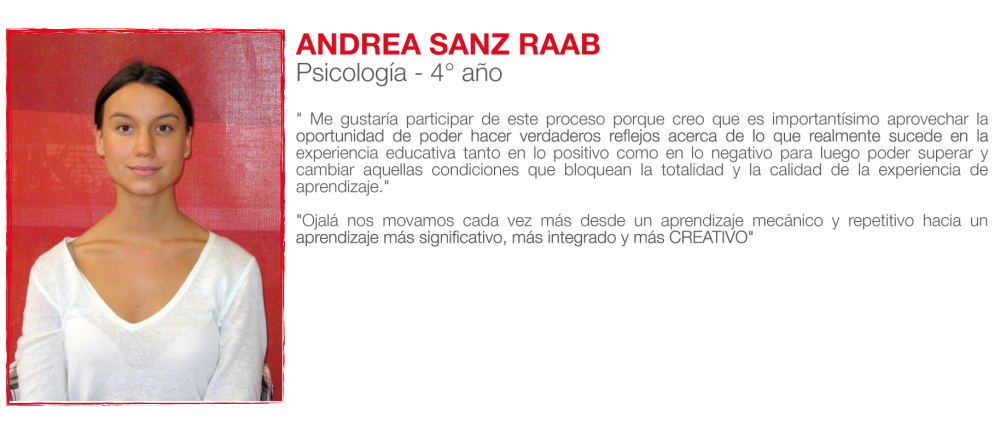 ANDREA SANZ RAAB
Psicología - 4° año
" Me gustaría participar de este proceso porque creo que es importantísimo aprovechar la
oportunidad de poder hacer verdaderos reflejos acerca de lo que realmente sucede en la
experiencia educativa tanto en lo positivo como en lo negativo para luego poder superar y
cambiar aquellas condiciones que bloquean la totalidad y la calidad de la experiencia de
aprendizaje."
"Ojalá nos movamos cada vez más desde un aprendizaje mecánico y repetitivo hacia un
aprendizaje más significativo, más integrado y más CREATIVO"